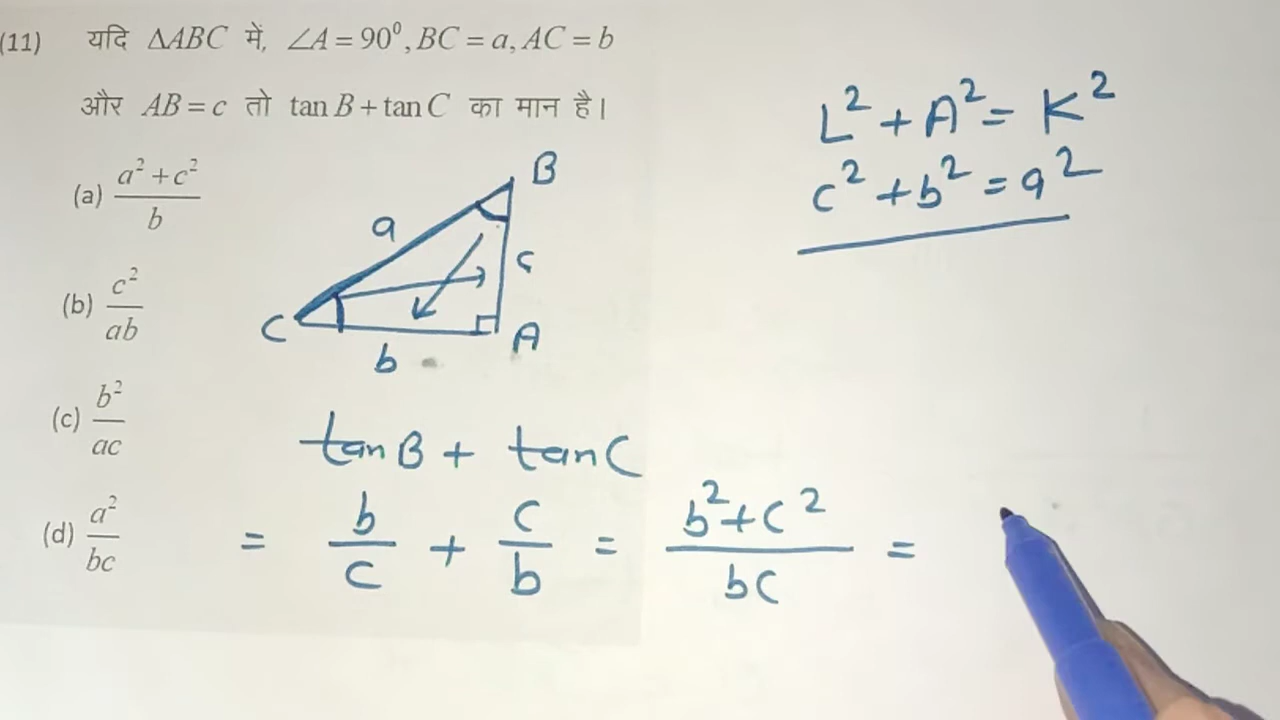 (11) यदि ΔABC में, ∠A = 90⁰, BC = a, AC = b
और AB = c तो tan B + tan C का मान है।
(a) (a² + c²)/b
(b) c²/ab
(c) b²/ac
(d) a²/bc
B
a
c
C
A
b
L² + A² = K²
c² + b² = a²
tan B + tan C
= b/c + c/b = (b² + c²)/bc =